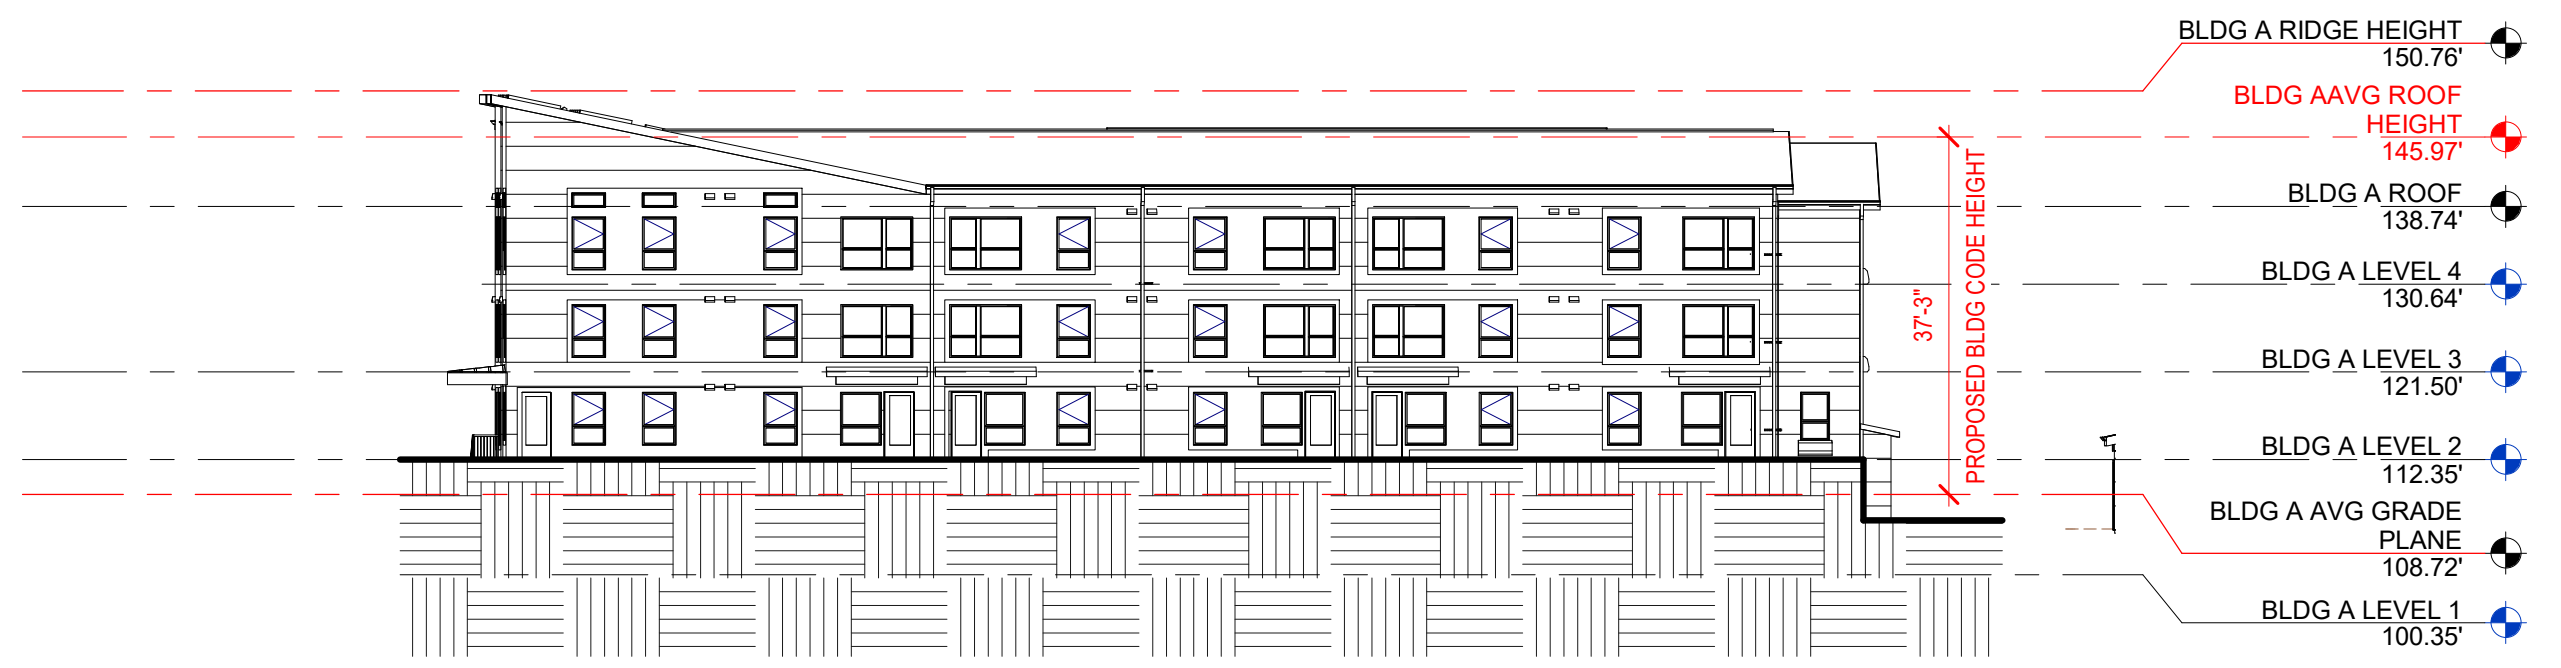 BLDG A RIDGE HEIGHT
150.76'
BLDG AAVG ROOF
HEIGHT
145.97'
BLDG A ROOF
138.74'
BLDG A LEVEL 4
130.64'
BLDG A LEVEL 3
121.50'
BLDG A LEVEL 2
112.35'
BLDG A AVG GRADE
PLANE
108.72'
BLDG A LEVEL 1
100.35'
37'-3"
PROPOSED BLDG CODE HEIGHT